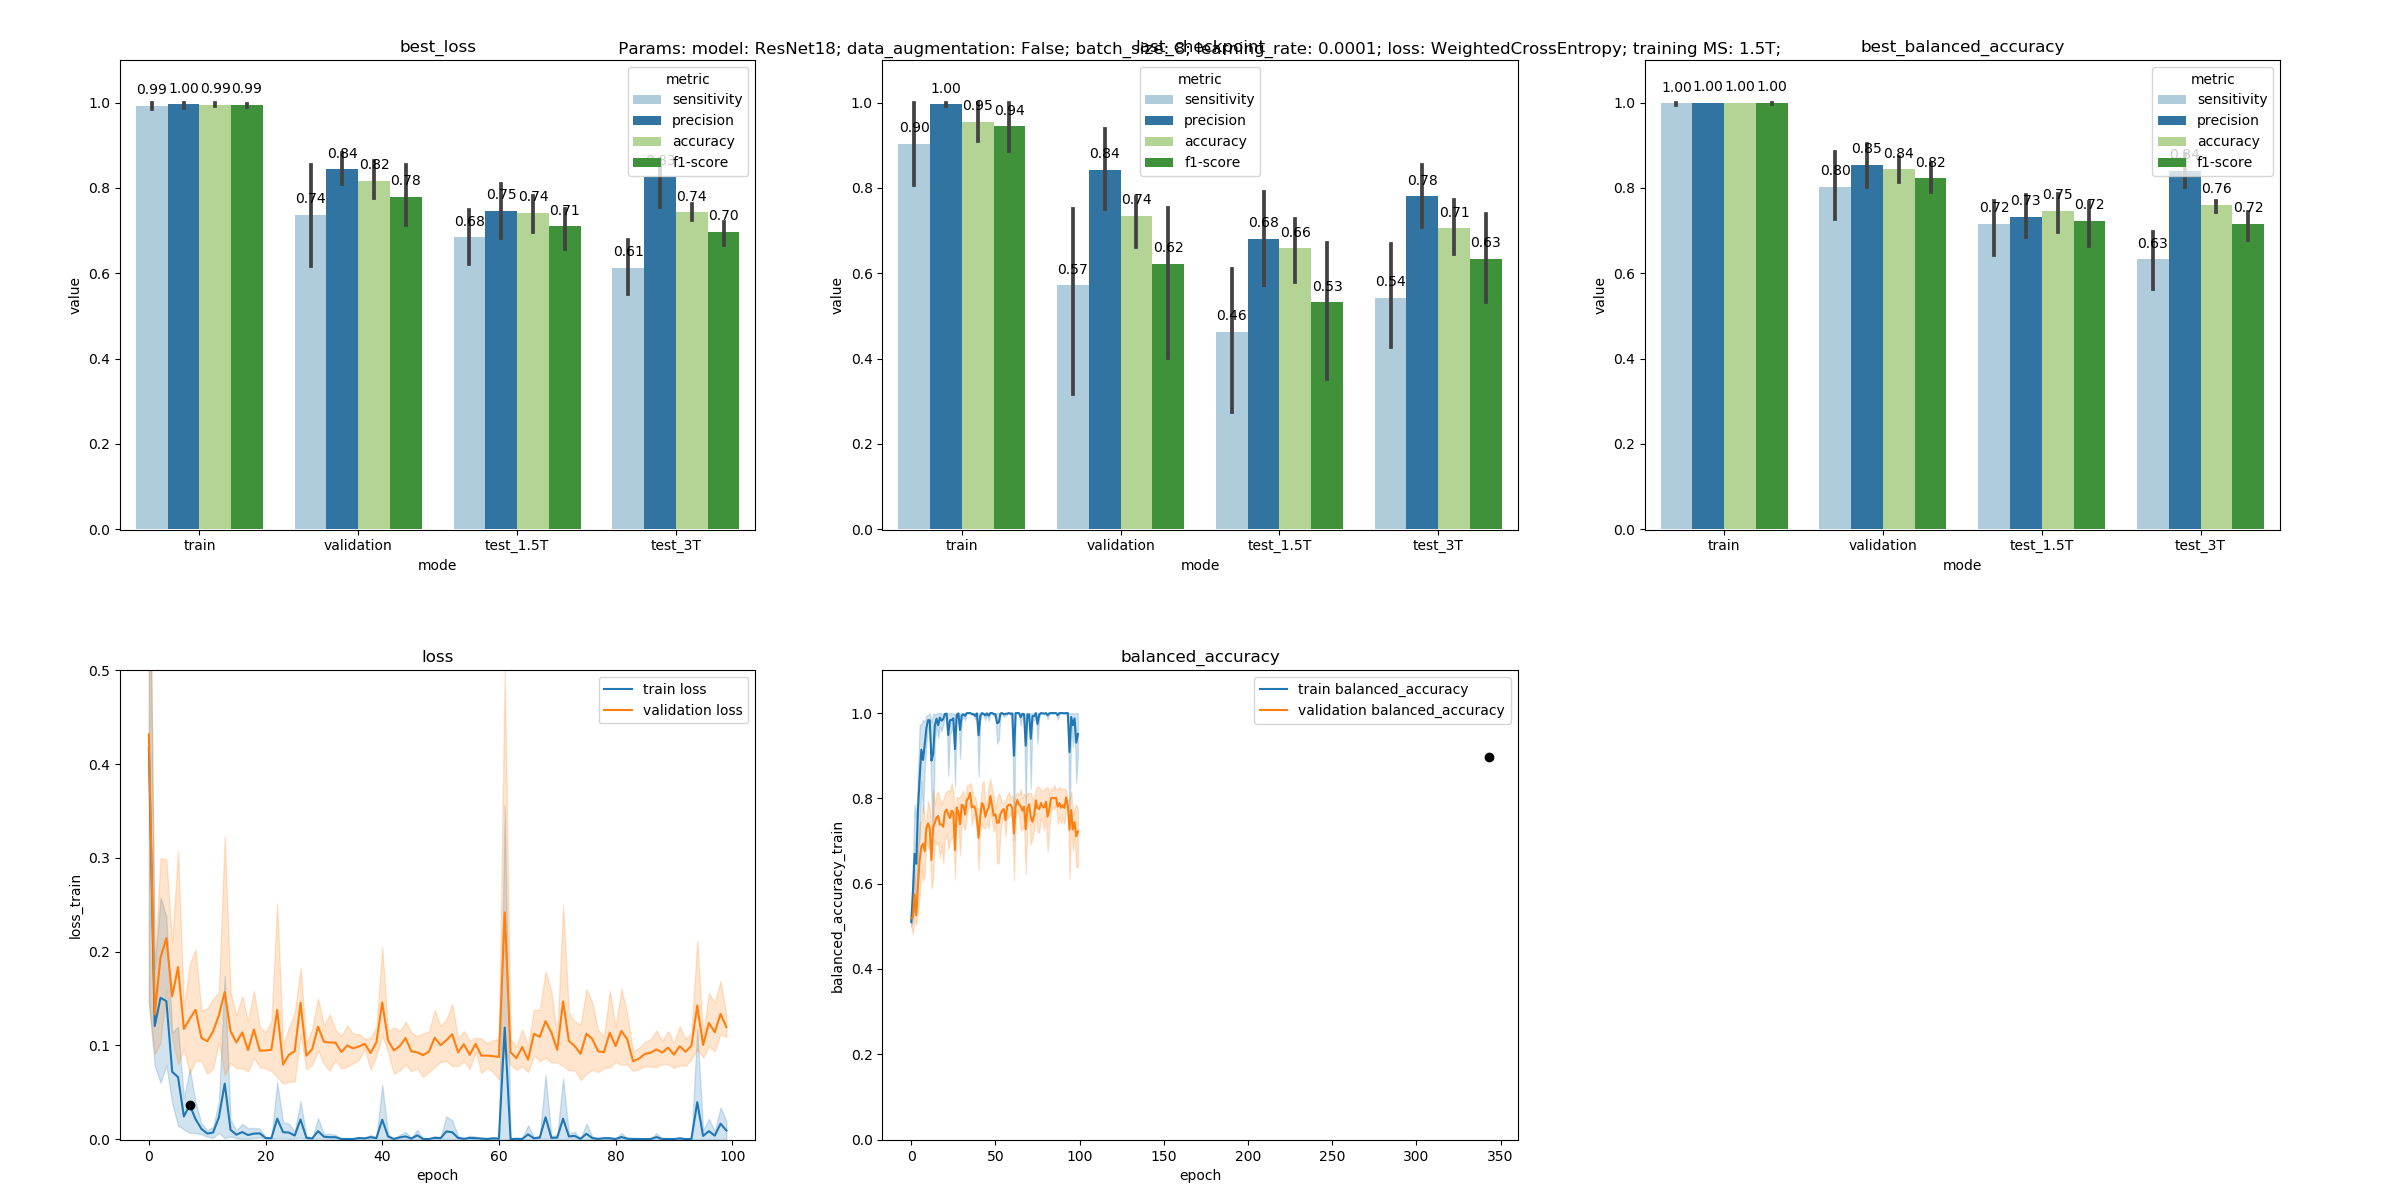 Params: model: ResNet18; data_augmentation: False; batch_size: 8; learning_rate: 0.0001; loss: WeightedCrossEntropy; training MS: 1.5T;
best_loss
value
1.0
0.8
0.6
0.4
0.2
0.0
0.99 1.00 0.99 0.99
0.74 0.84 0.82 0.78
0.68 0.75 0.74 0.71
0.61 0.83 0.74 0.70
metric
sensitivity
precision
accuracy
f1-score
train validation test_1.5T test_3T
mode
last_checkpoint
value
1.0
0.8
0.6
0.4
0.2
0.0
0.90 1.00 0.95 0.94
0.57 0.84 0.74 0.62
0.46 0.68 0.66 0.53
0.54 0.78 0.71 0.63
metric
sensitivity
precision
accuracy
f1-score
train validation test_1.5T test_3T
mode
best_balanced_accuracy
value
1.0
0.8
0.6
0.4
0.2
0.0
1.00 1.00 1.00 1.00
0.80 0.85 0.84 0.82
0.72 0.73 0.75 0.72
0.63 0.84 0.76 0.72
metric
sensitivity
precision
accuracy
f1-score
train validation test_1.5T test_3T
mode
loss
loss_train
0.5
0.4
0.3
0.2
0.1
0.0
train loss
validation loss
0 20 40 60 80 100
epoch
balanced_accuracy
balanced_accuracy_train
1.0
0.8
0.6
0.4
0.2
0.0
train balanced_accuracy
validation balanced_accuracy
0 50 100 150 200 250 300 350
epoch